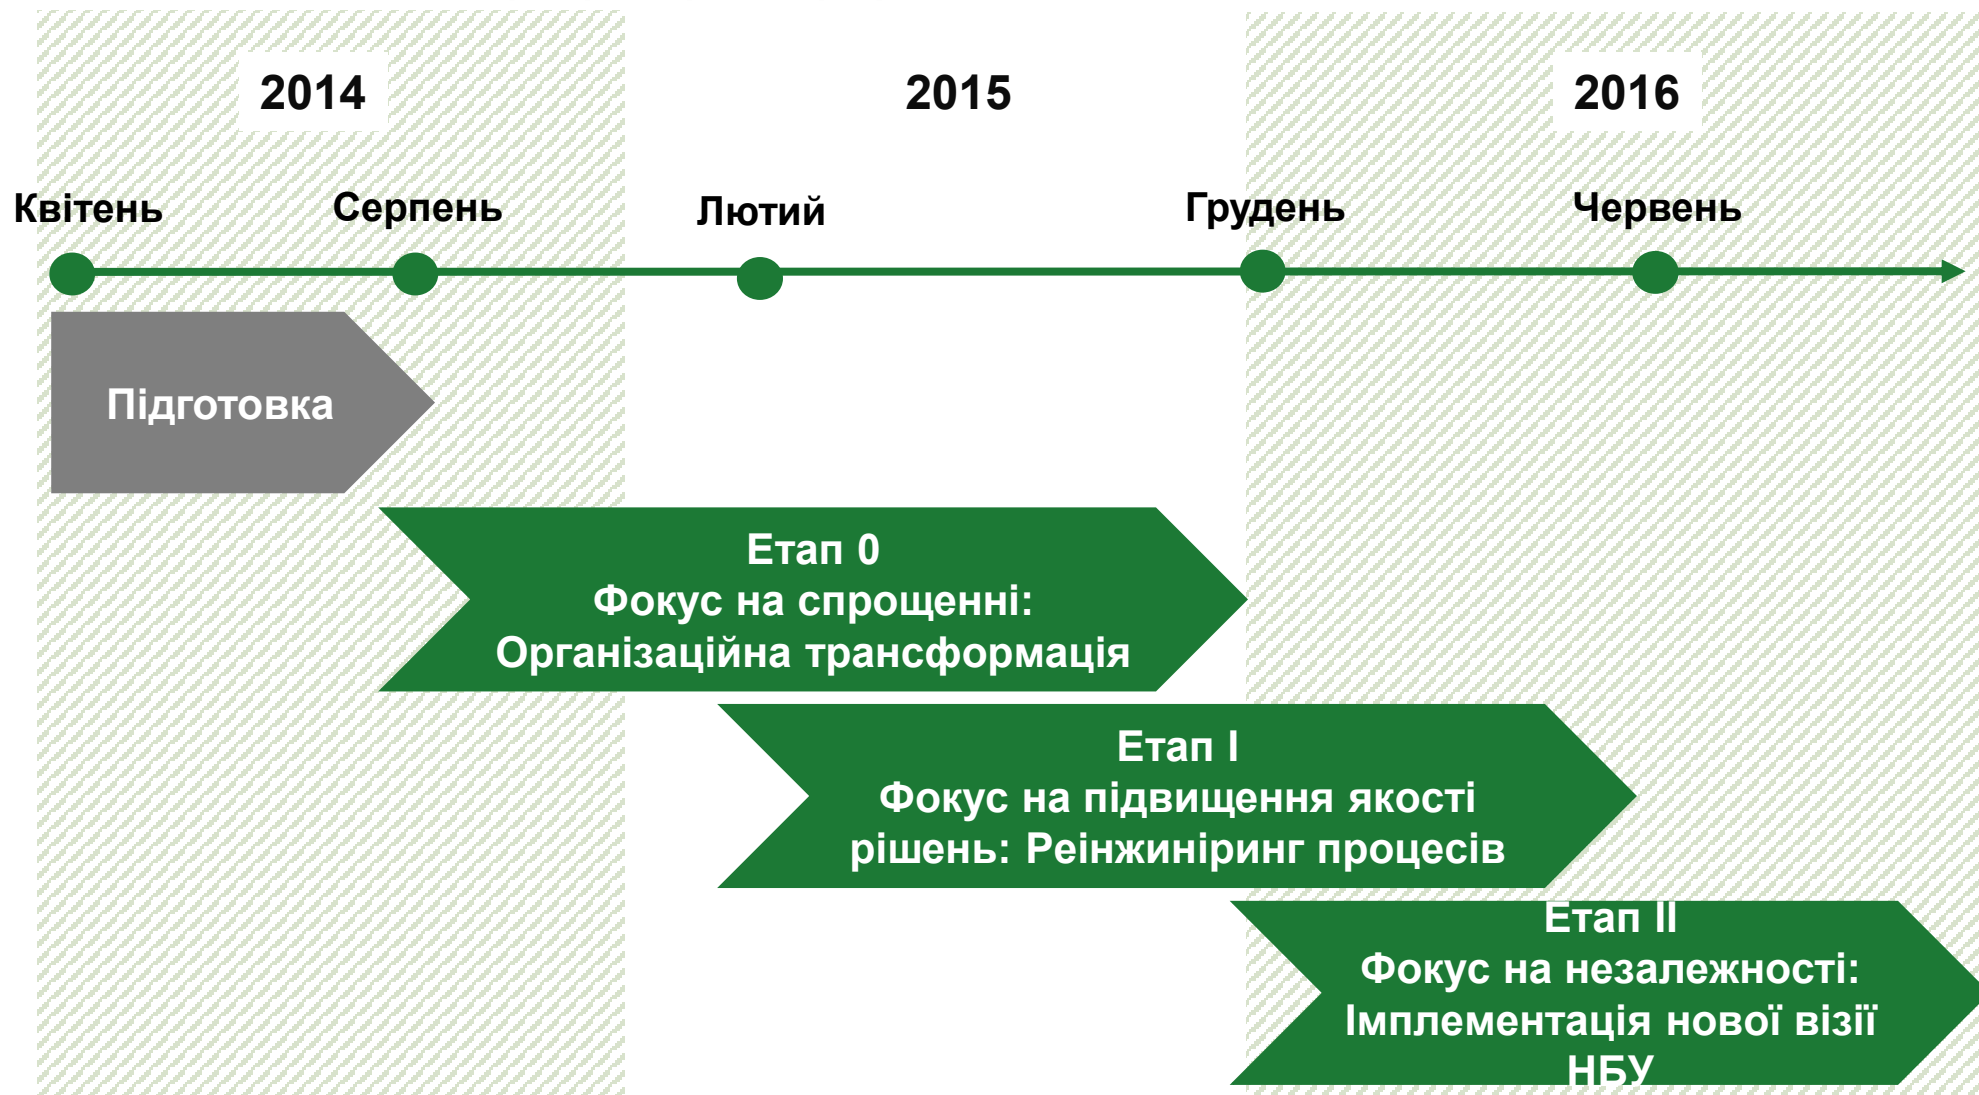 2014
2015
2016
Квітень
Серпень
Лютий
Грудень
Червень
Підготовка
Етап 0
Фокус на спрощенні:
Організаційна трансформація
Етап I
Фокус на підвищення якості
рішень: Реінжиніринг процесів
Етап II
Фокус на незалежності:
Імплементація нової візії
НБУ